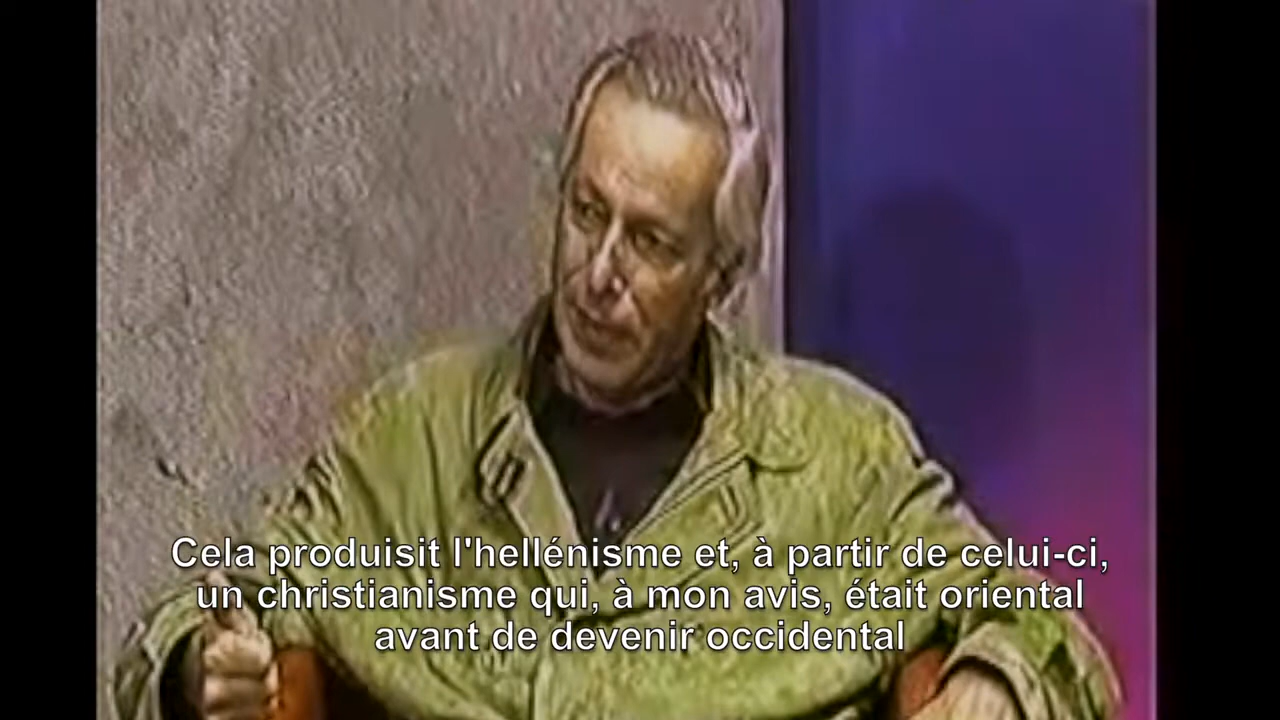 Cela produisit l'hellénisme et, à partir de celui-ci,
un christianisme qui, à mon avis, était oriental
avant de devenir occidental